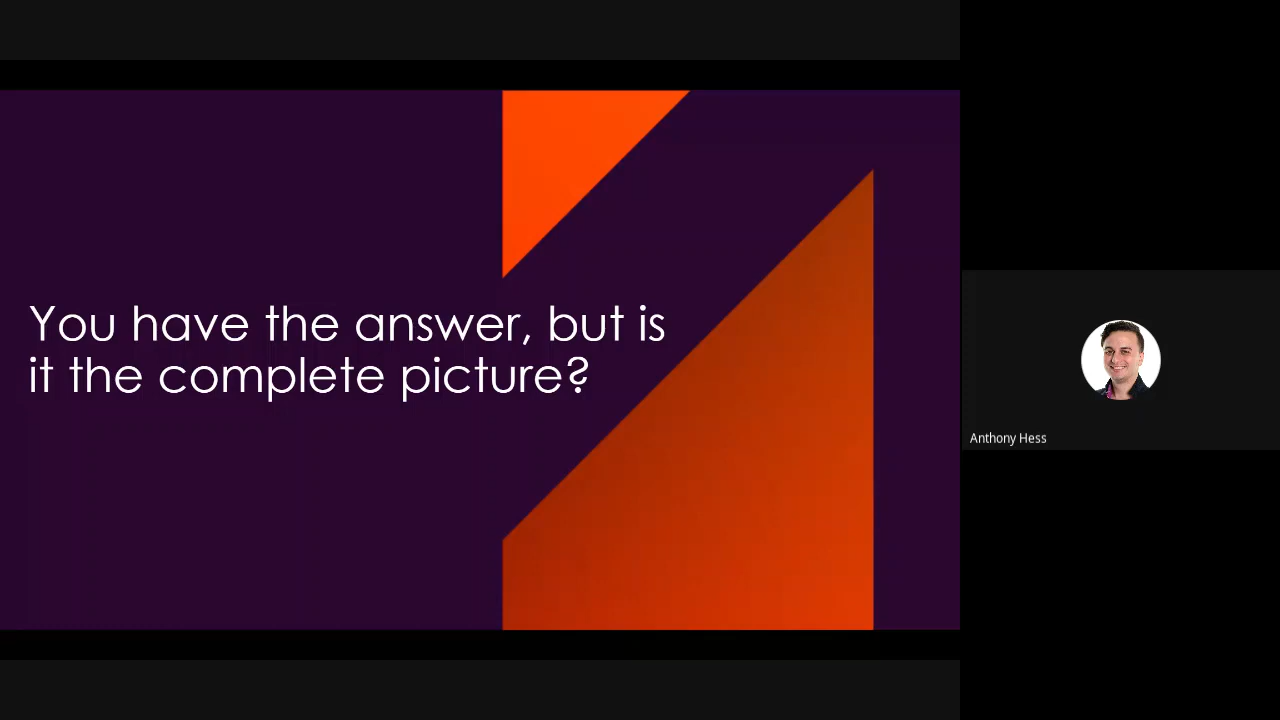 You have the answer, but is
it the complete picture?
Anthony Hess